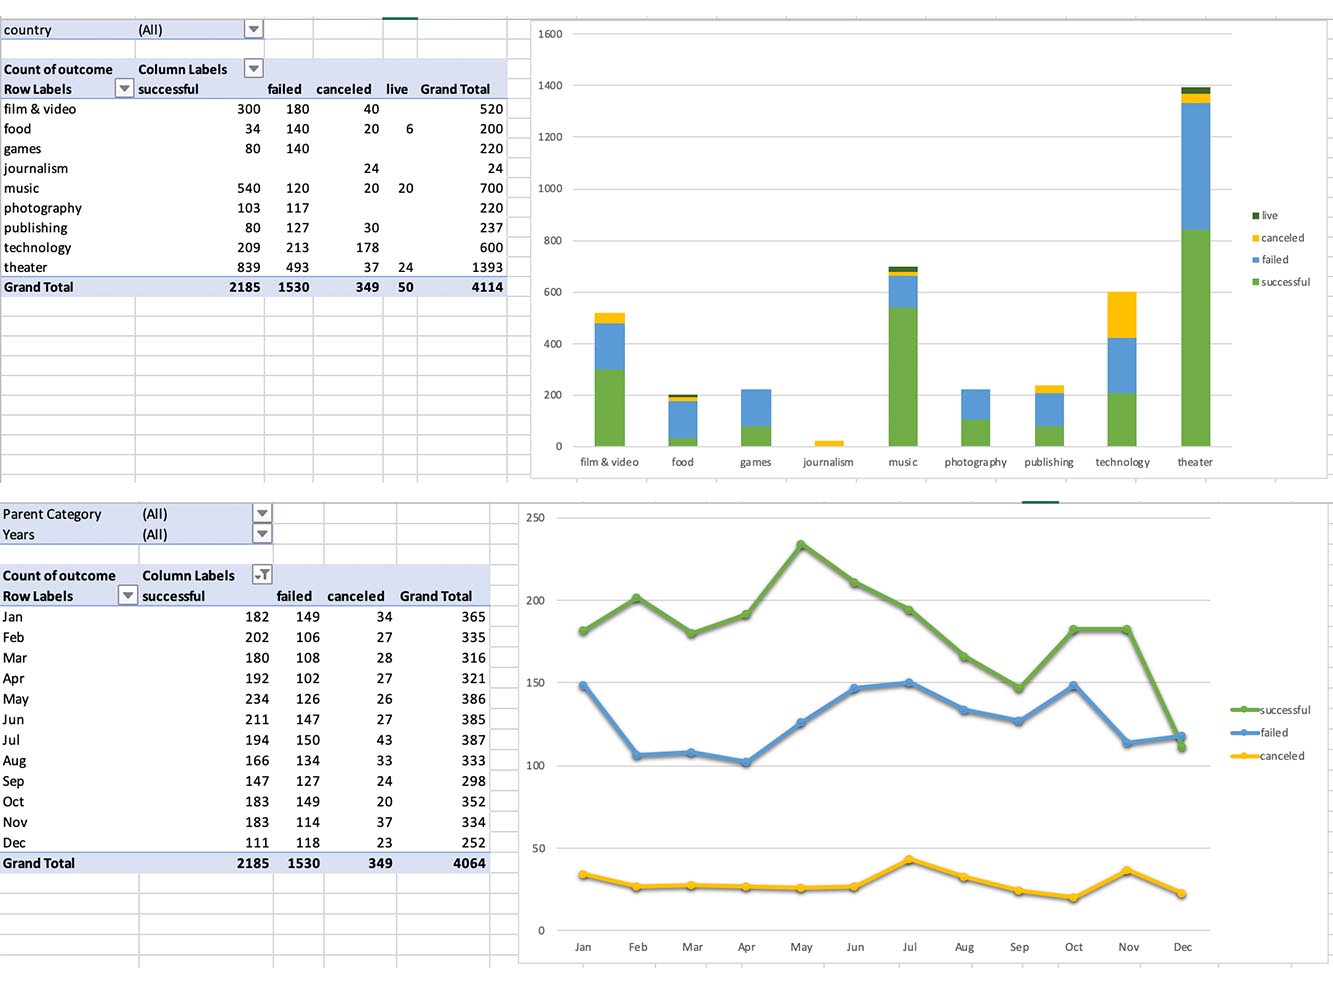 country (All)
Count of outcome Column Labels
Row Labels successful failed canceled live Grand Total
film & video 300 180 40 520
food 34 140 20 6 200
games 80 140 220
journalism 24 24
music 540 120 20 20 700
photography 103 117 220
publishing 80 127 30 237
technology 209 213 178 600
theater 839 493 37 24 1393
Grand Total 2185 1530 349 50 4114
1600
1400
1200
1000
800
600
400
200
0
film & video food games journalism music photography publishing technology theater
live
canceled
failed
successful
Parent Category (All)
Years (All)
Count of outcome Column Labels
Row Labels successful failed canceled Grand Total
Jan 182 149 34 365
Feb 202 106 27 335
Mar 180 108 28 316
Apr 192 102 27 321
May 234 126 26 386
Jun 211 147 27 385
Jul 194 150 43 387
Aug 166 134 33 333
Sep 147 127 24 298
Oct 183 149 20 352
Nov 183 114 37 334
Dec 111 118 23 252
Grand Total 2185 1530 349 4064
250
200
150
100
50
0
Jan Feb Mar Apr May Jun Jul Aug Sep Oct Nov Dec
successful
failed
canceled